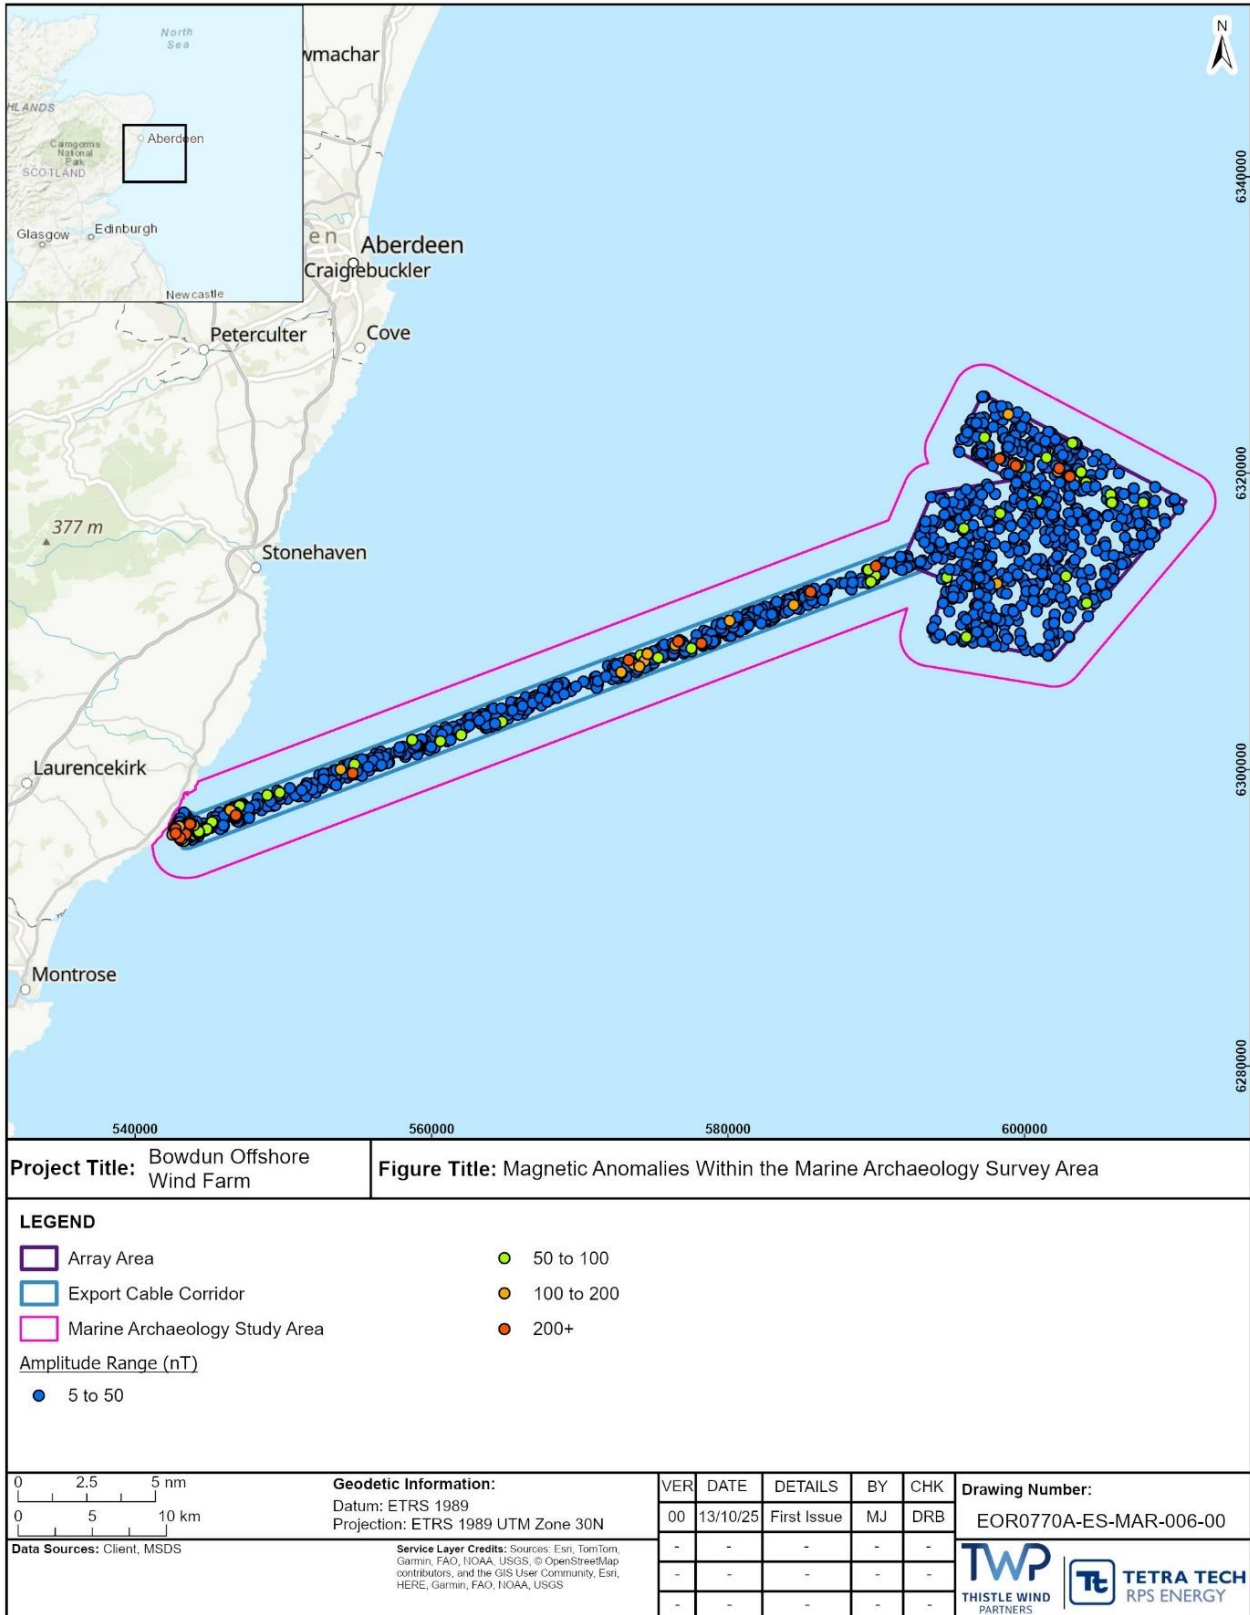 North
Sea
HLANDS
Cairngorms
National
Park
SCOTLAND
Aberdeen
Glasgow
Edinburgh
Newcastle
wmachar
N
en
Aberdeen
Craigiebuckler
Peterculter
Cove
377 m
Stonehaven
Laurencekirk
Montrose
6340000
6320000
6300000
6280000
540000
560000
580000
600000
Project Title: Bowdun Offshore
Wind Farm
Figure Title: Magnetic Anomalies Within the Marine Archaeology Survey Area
LEGEND
Array Area
Export Cable Corridor
Marine Archaeology Study Area
Amplitude Range (nT)
5 to 50
50 to 100
100 to 200
200+
0 2.5 5 nm
0 5 10 km
Data Sources: Client, MSDS
Geodetic Information:
Datum: ETRS 1989
Projection: ETRS 1989 UTM Zone 30N
Service Layer Credits: Sources: Esri, TomTom,
Garmin, FAO, NOAA, USGS, © OpenStreetMap
contributors, and the GIS User Community, Esri,
HERE, Garmin, FAO, NOAA, USGS
VER DATE DETAILS BY CHK
00 13/10/25 First Issue MJ DRB
- - - - -
- - - - -
- - - - -
Drawing Number:
EOR0770A-ES-MAR-006-00
TWP
THISTLE WIND
PARTNERS
Tt
TETRA TECH
RPS ENERGY